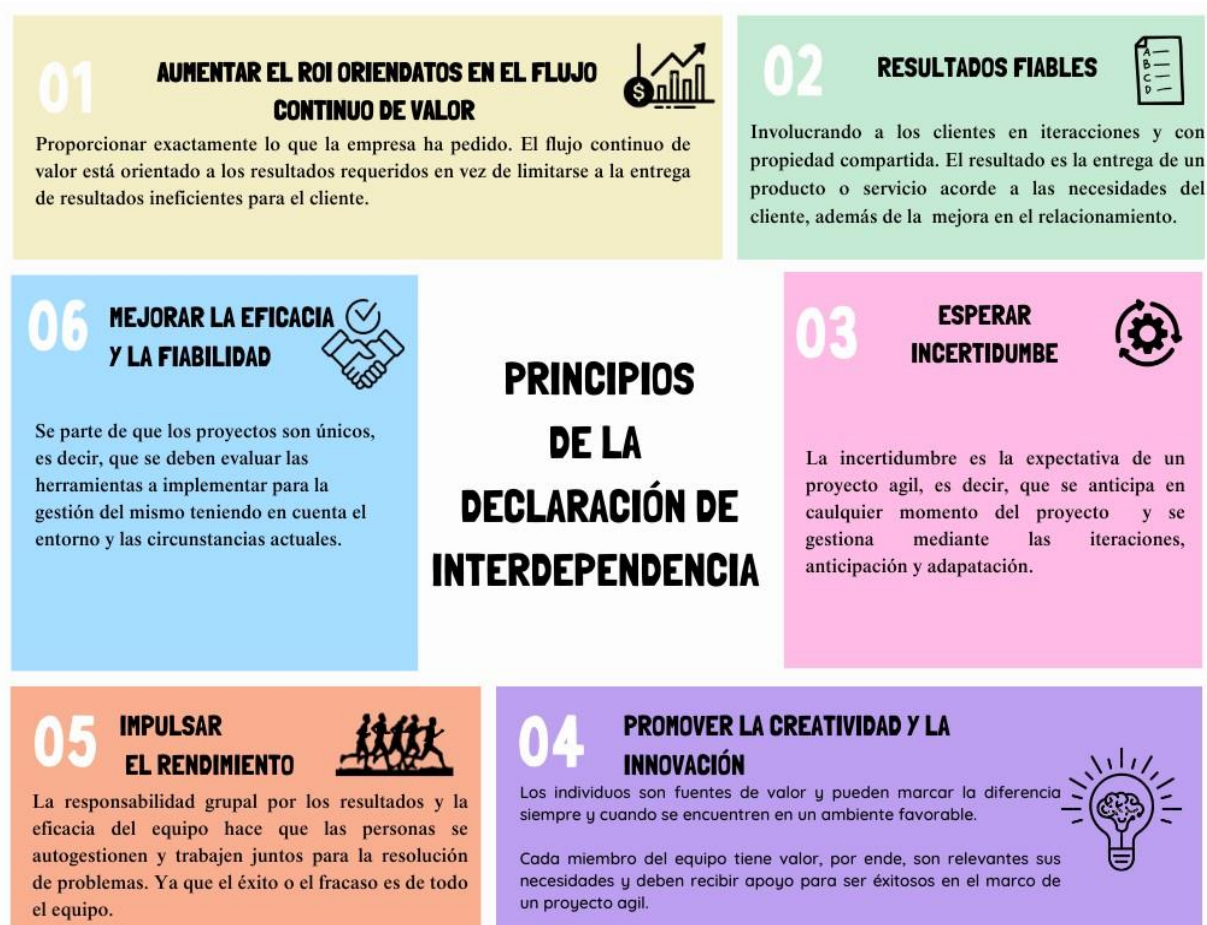 01
AUMENTAR EL ROI ORIENDATOS EN EL FLUJO
CONTINUO DE VALOR
Proporcionar exactamente lo que la empresa ha pedido. El flujo continuo de
valor está orientado a los resultados requeridos en vez de limitarse a la entrega
de resultados ineficientes para el cliente.
02
RESULTADOS FIABLES
A
B
C
D
Involucrando a los clientes en iteracciones y con
propiedad compartida. El resultado es la entrega de un
producto o servicio acorde a las necesidades del
cliente, además de la mejora en el relacionamiento.
PRINCIPIOS
DE LA
DECLARACIÓN DE
INTERDEPENDENCIA
03
ESPERAR
INCERTIDUMBE
La incertidumbre es la expectativa de un
proyecto agil, es decir, que se anticipa en
caulquier momento del proyecto y se
gestiona mediante las iteraciones,
anticipación y adapatación.
04
PROMOVER LA CREATIVIDAD Y LA
INNOVACIÓN
Los individuos son fuentes de valor y pueden marcar la diferencia
siempre y cuando se encuentren en un ambiente favorable.
Cada miembro del equipo tiene valor, por ende, son relevantes sus
necesidades y deben recibir apoyo para ser éxitosos en el marco de
un proyecto agil.
05
IMPULSAR
EL RENDIMIENTO
La responsabilidad grupal por los resultados y la
eficacia del equipo hace que las personas se
autogestionen y trabajen juntos para la resolución
de problemas. Ya que el éxito o el fracaso es de todo
el equipo.
06
MEJORAR LA EFICACIA
Y LA FIABILIDAD
Se parte de que los proyectos son únicos,
es decir, que se deben evaluar las
herramientas a implementar para la
gestión del mismo teniendo en cuenta el
entorno y las circunstancias actuales.
$